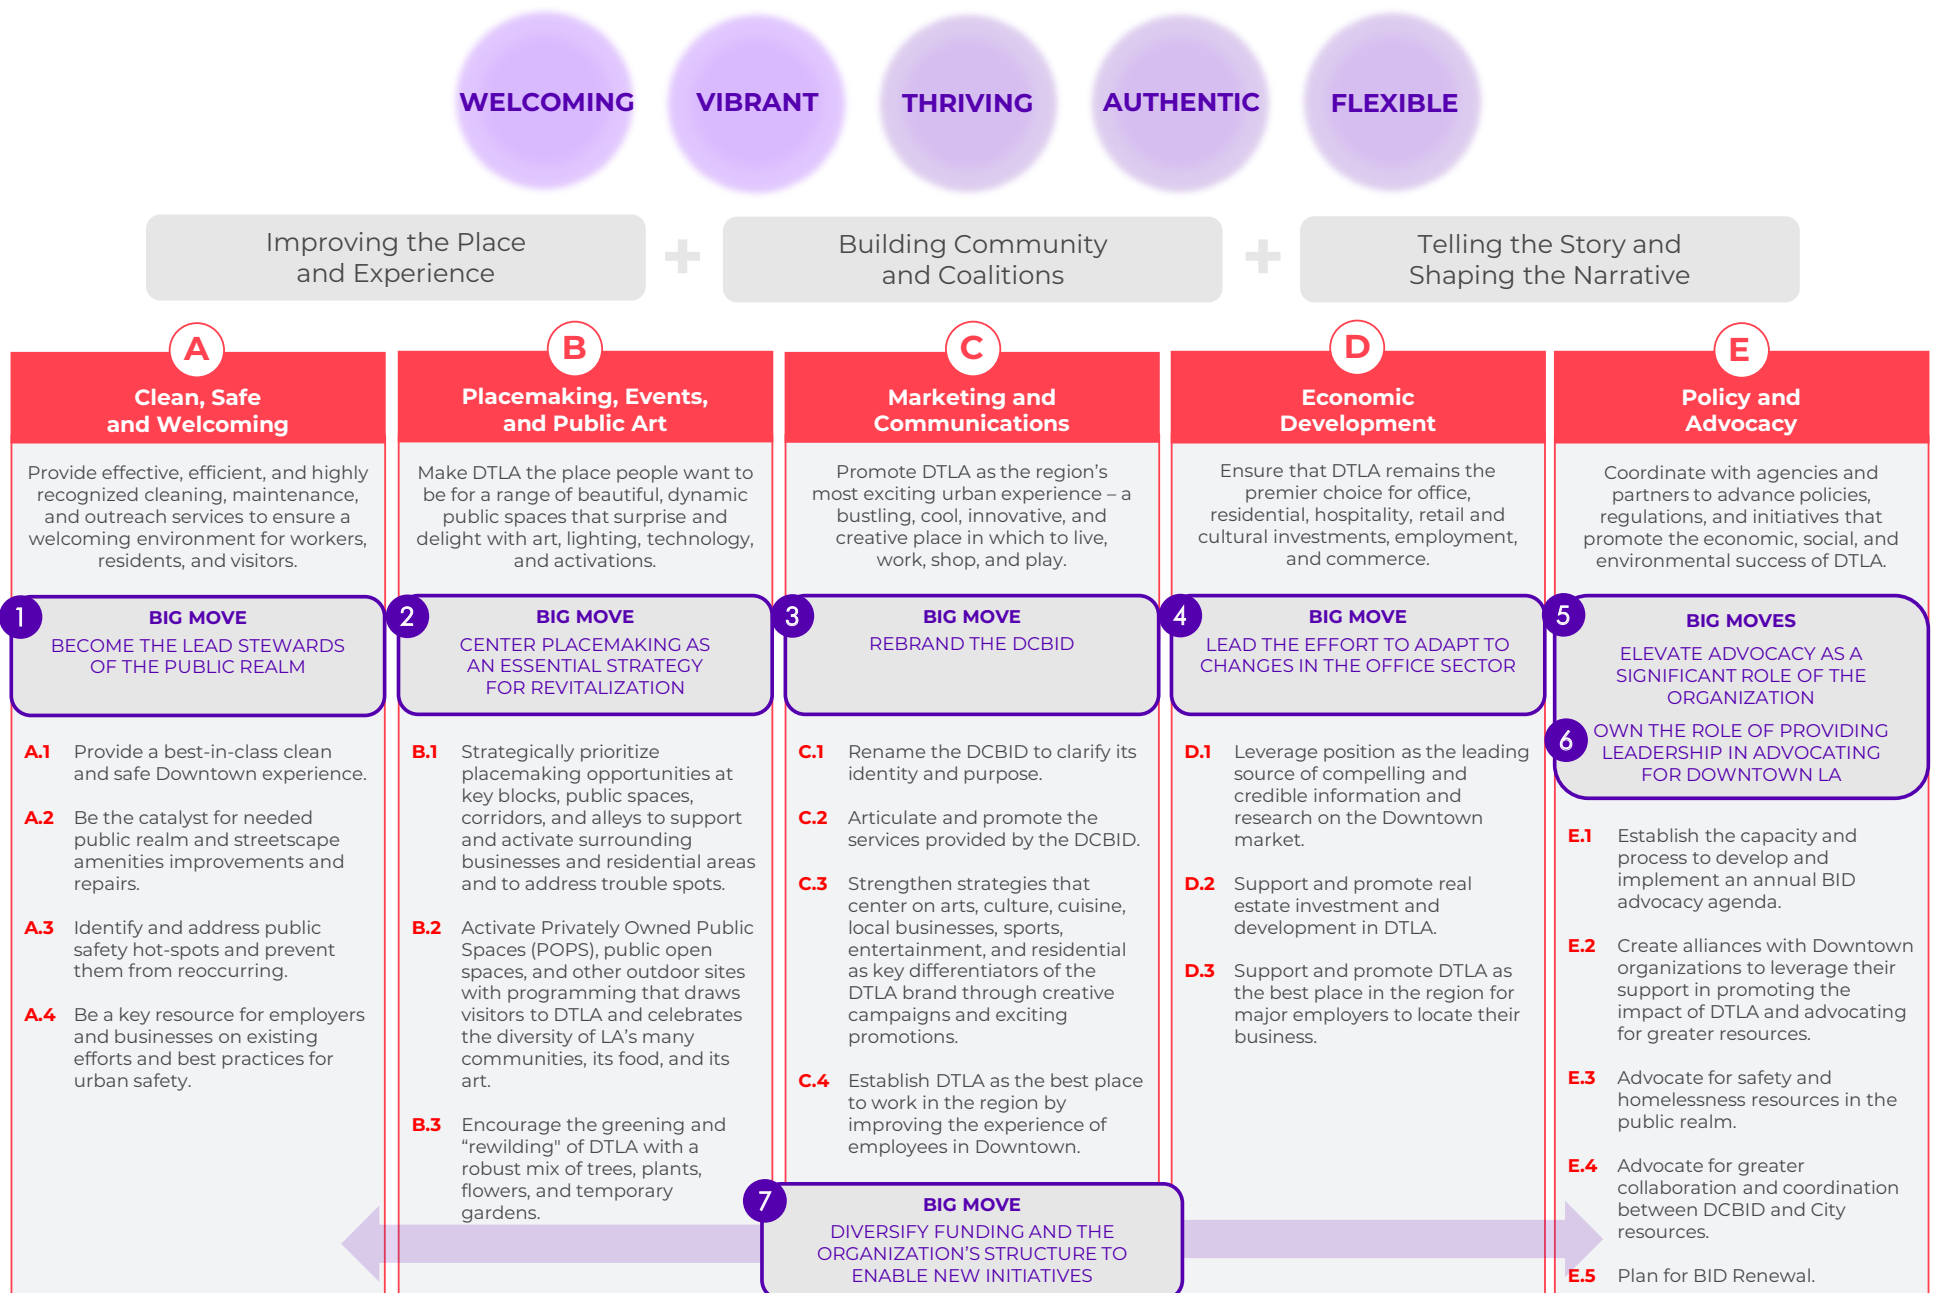 WELCOMING
VIBRANT
THRIVING
AUTHENTIC
FLEXIBLE
Improving the Place
and Experience
Building Community
and Coalitions
Telling the Story and
Shaping the Narrative
A
Clean, Safe
and Welcoming
Provide effective, efficient, and highly
recognized cleaning, maintenance,
and outreach services to ensure a
welcoming environment for workers,
residents, and visitors.
1
BIG MOVE
BECOME THE LEAD STEWARDS
OF THE PUBLIC REALM
A.1 Provide a best-in-class clean
and safe Downtown experience.
A.2 Be the catalyst for needed
public realm and streetscape
amenities improvements and
repairs.
A.3 Identify and address public
safety hot-spots and prevent
them from reoccurring.
A.4 Be a key resource for employers
and businesses on existing
efforts and best practices for
urban safety.
B
Placemaking, Events,
and Public Art
Make DTLA the place people want to
be for a range of beautiful, dynamic
public spaces that surprise and
delight with art, lighting, technology,
and activations.
2
BIG MOVE
CENTER PLACEMAKING AS
AN ESSENTIAL STRATEGY
FOR REVITALIZATION
B.1 Strategically prioritize
placemaking opportunities at
key blocks, public spaces,
corridors, and alleys to support
and activate surrounding
businesses and residential areas
and to address trouble spots.
B.2 Activate Privately Owned Public
Spaces (POPS), public open
spaces, and other outdoor sites
with programming that draws
visitors to DTLA and celebrates
the diversity of LA’s many
communities, its food, and its
art.
B.3 Encourage the greening and
“rewilding" of DTLA with a
robust mix of trees, plants,
flowers, and temporary
gardens.
C
Marketing and
Communications
Promote DTLA as the region’s
most exciting urban experience – a
bustling, cool, innovative, and
creative place in which to live,
work, shop, and play.
3
BIG MOVE
REBRAND THE DCBID
C.1 Rename the DCBID to clarify its
identity and purpose.
C.2 Articulate and promote the
services provided by the DCBID.
C.3 Strengthen strategies that
center on arts, culture, cuisine,
local businesses, sports,
entertainment, and residential
as key differentiators of the
DTLA brand through creative
campaigns and exciting
promotions.
C.4 Establish DTLA as the best place
to work in the region by
improving the experience of
employees in Downtown.
D
Economic
Development
Ensure that DTLA remains the
premier choice for office,
residential, hospitality, retail and
cultural investments, employment,
and commerce.
4
BIG MOVE
LEAD THE EFFORT TO ADAPT TO
CHANGES IN THE OFFICE SECTOR
D.1 Leverage position as the leading
source of compelling and
credible information and
research on the Downtown
market.
D.2 Support and promote real
estate investment and
development in DTLA.
D.3 Support and promote DTLA as
the best place in the region for
major employers to locate their
business.
E
Policy and
Advocacy
Coordinate with agencies and
partners to advance policies,
regulations, and initiatives that
promote the economic, social, and
environmental success of DTLA.
5
BIG MOVES
ELEVATE ADVOCACY AS A
SIGNIFICANT ROLE OF THE
ORGANIZATION
6
OWN THE ROLE OF PROVIDING
LEADERSHIP IN ADVOCATING
FOR DOWNTOWN LA
E.1 Establish the capacity and
process to develop and
implement an annual BID
advocacy agenda.
E.2 Create alliances with Downtown
organizations to leverage their
support in promoting the
impact of DTLA and advocating
for greater resources.
E.3 Advocate for safety and
homelessness resources in the
public realm.
E.4 Advocate for greater
collaboration and coordination
between DCBID and City
resources.
E.5 Plan for BID Renewal.
7
BIG MOVE
DIVERSIFY FUNDING AND THE
ORGANIZATION’S STRUCTURE TO
ENABLE NEW INITIATIVES